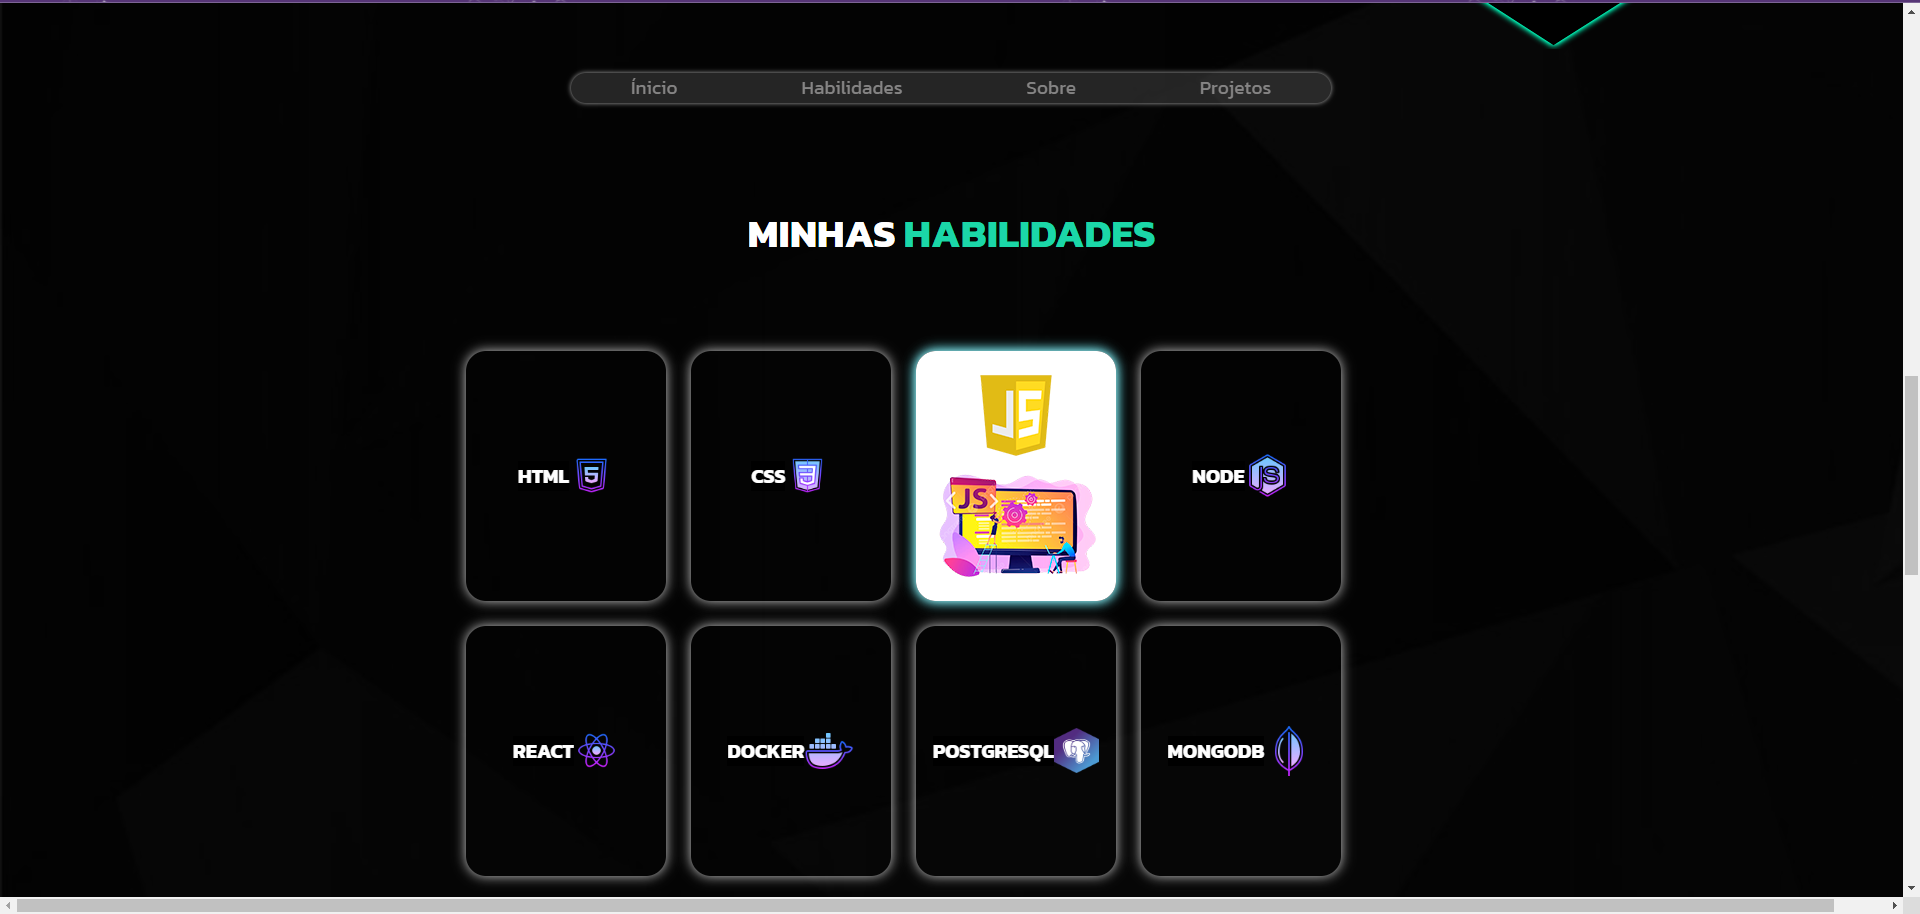 Ínicio Habilidades Sobre Projetos
MINHAS HABILIDADES
JS
JS
HTML 5
CSS 3
NODE JS
REACT
DOCKER
POSTGRESQL
MONGODB